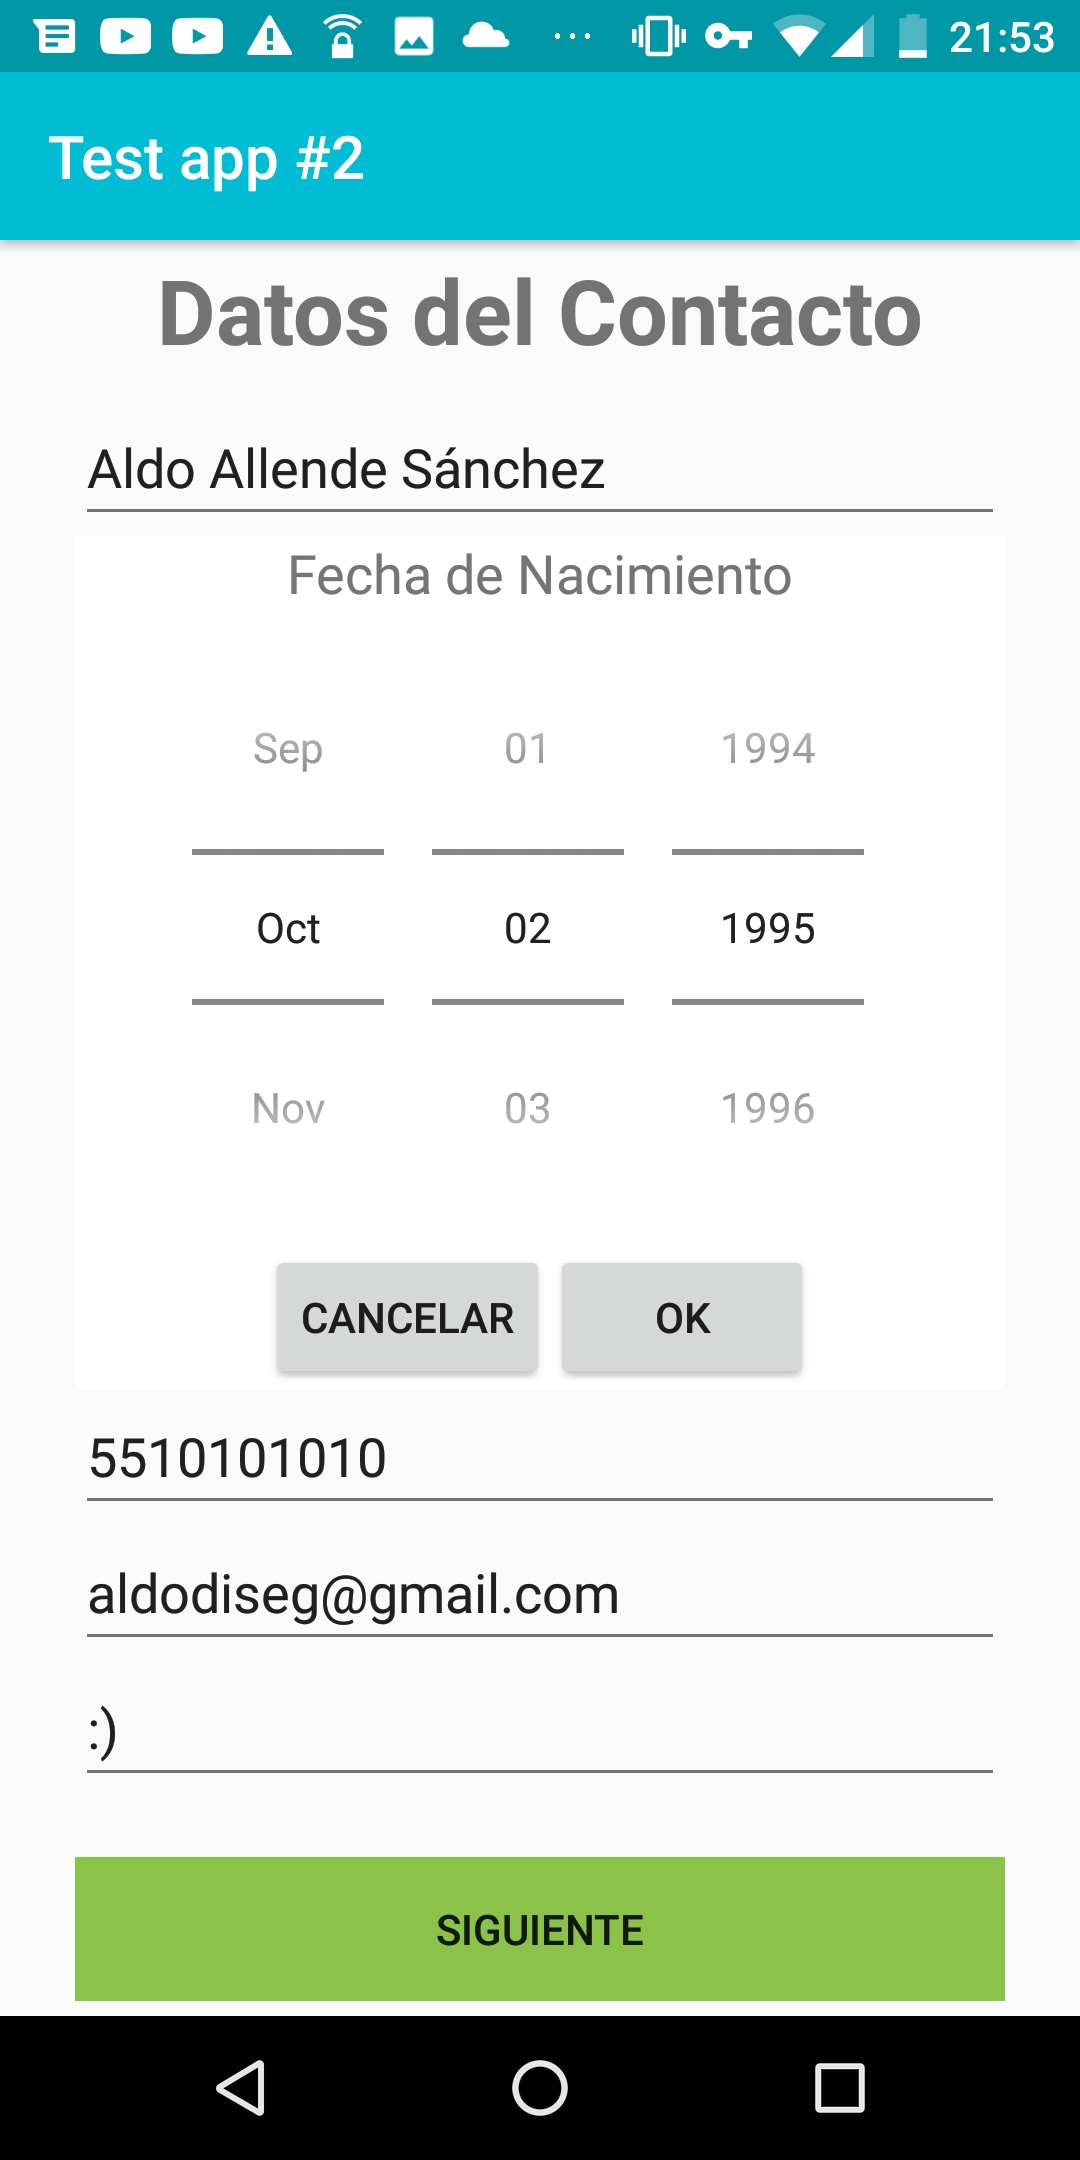 21:53
Test app #2
Datos del Contacto
Aldo Allende Sánchez
Fecha de Nacimiento
Sep 01 1994
Oct 02 1995
Nov 03 1996
CANCELAR OK
5510101010
aldodiseg@gmail.com
:)
SIGUIENTE